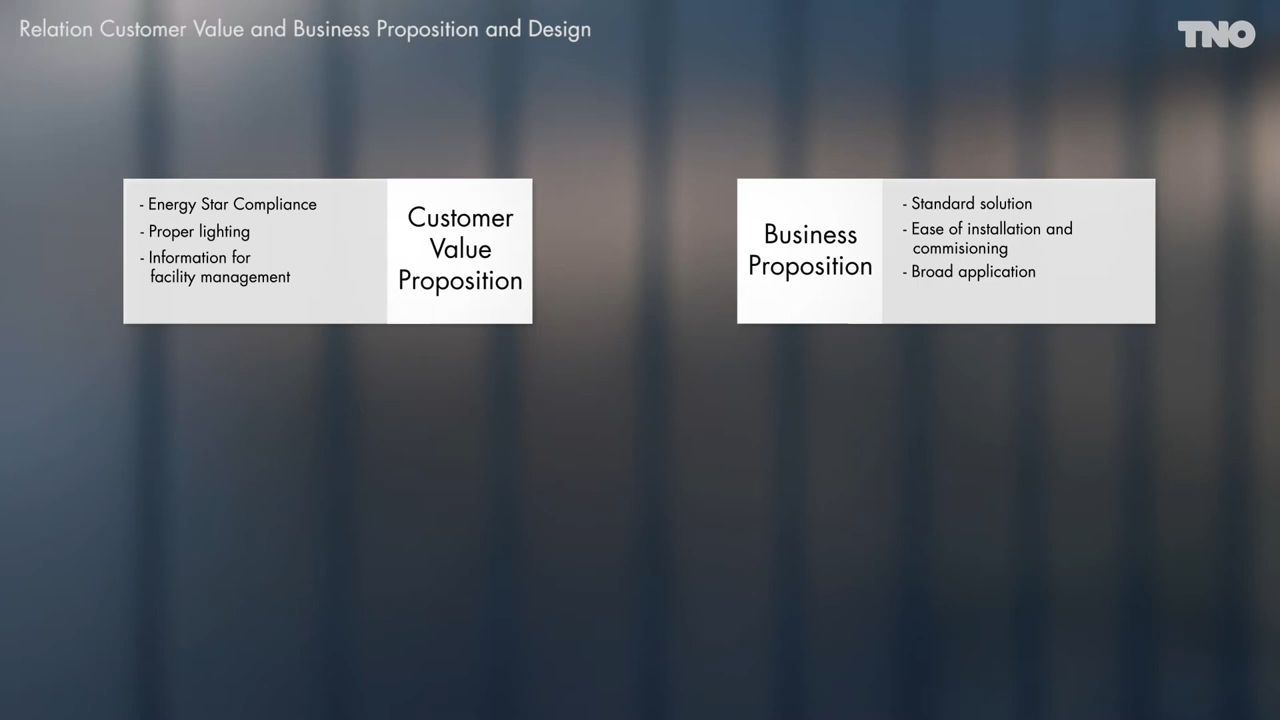 Relation Customer Value and Business Proposition and Design
TNO
- Energy Star Compliance
- Proper lighting
- Information for
facility management
Customer
Value
Proposition
Business
Proposition
- Standard solution
- Ease of installation and
commisioning
- Broad application